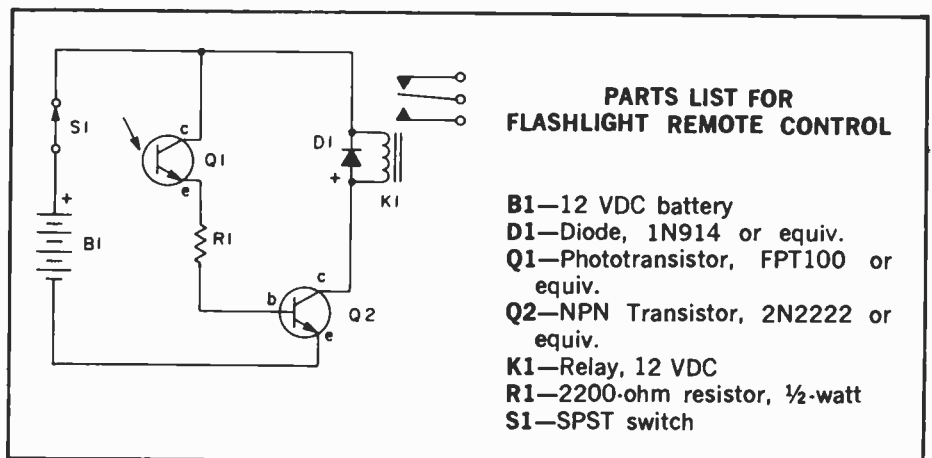 S1
+
B1
c
Q1
e
R1
b
c
Q2
e
D1
+
K1
PARTS LIST FOR
FLASHLIGHT REMOTE CONTROL
B1—12 VDC battery
D1—Diode, 1N914 or equiv.
Q1—Phototransistor, FPT100 or
equiv.
Q2—NPN Transistor, 2N2222 or
equiv.
K1—Relay, 12 VDC
R1—2200-ohm resistor, ½-watt
S1—SPST switch